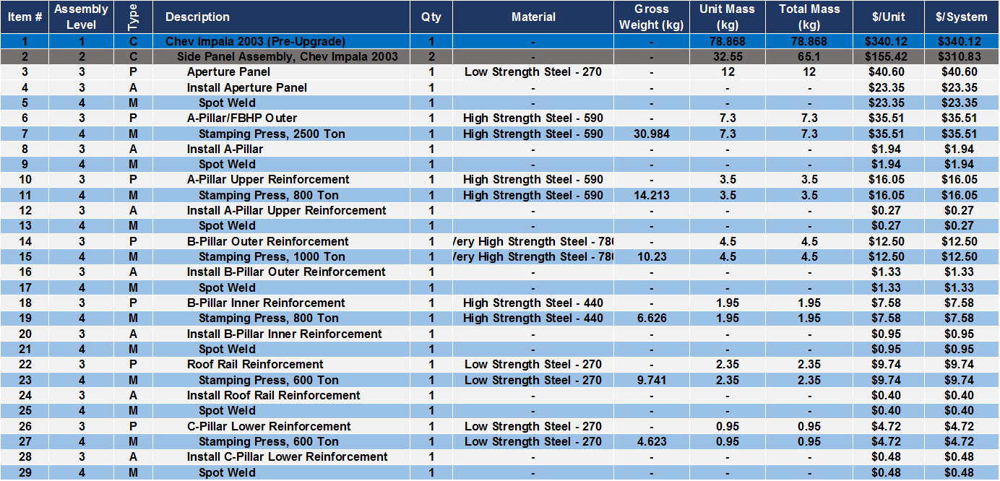 Item # Assembly Level Type Description Qty Material Gross Weight (kg) Unit Mass (kg) Total Mass (kg) $/Unit $/System
1 1 C Chev Impala 2003 (Pre-Upgrade) 1 - - 78.868 78.868 $340.12 $340.12
2 2 C Side Panel Assembly, Chev Impala 2003 2 - - 32.55 65.1 $155.42 $310.83
3 3 P Aperture Panel 1 Low Strength Steel - 270 - 12 12 $40.60 $40.60
4 3 A Install Aperture Panel 1 - - - - $23.35 $23.35
5 4 M Spot Weld 1 - - - - $23.35 $23.35
6 3 P A-Pillar/FBHP Outer 1 High Strength Steel - 590 - 7.3 7.3 $35.51 $35.51
7 4 M Stamping Press, 2500 Ton 1 High Strength Steel - 590 30.984 7.3 7.3 $35.51 $35.51
8 3 A Install A-Pillar 1 - - - - $1.94 $1.94
9 4 M Spot Weld 1 - - - - $1.94 $1.94
10 3 P A-Pillar Upper Reinforcement 1 High Strength Steel - 590 - 3.5 3.5 $16.05 $16.05
11 4 M Stamping Press, 800 Ton 1 High Strength Steel - 590 14.213 3.5 3.5 $16.05 $16.05
12 3 A Install A-Pillar Upper Reinforcement 1 - - - - $0.27 $0.27
13 4 M Spot Weld 1 - - - - $0.27 $0.27
14 3 P B-Pillar Outer Reinforcement 1 Very High Strength Steel - 780 - 4.5 4.5 $12.50 $12.50
15 4 M Stamping Press, 1000 Ton 1 Very High Strength Steel - 780 10.23 4.5 4.5 $12.50 $12.50
16 3 A Install B-Pillar Outer Reinforcement 1 - - - - $1.33 $1.33
17 4 M Spot Weld 1 - - - - $1.33 $1.33
18 3 P B-Pillar Inner Reinforcement 1 High Strength Steel - 440 - 1.95 1.95 $7.58 $7.58
19 4 M Stamping Press, 800 Ton 1 High Strength Steel - 440 6.626 1.95 1.95 $7.58 $7.58
20 3 A Install B-Pillar Inner Reinforcement 1 - - - - $0.95 $0.95
21 4 M Spot Weld 1 - - - - $0.95 $0.95
22 3 P Roof Rail Reinforcement 1 Low Strength Steel - 270 - 2.35 2.35 $9.74 $9.74
23 4 M Stamping Press, 600 Ton 1 Low Strength Steel - 270 9.741 2.35 2.35 $9.74 $9.74
24 3 A Install Roof Rail Reinforcement 1 - - - - $0.40 $0.40
25 4 M Spot Weld 1 - - - - $0.40 $0.40
26 3 P C-Pillar Lower Reinforcement 1 Low Strength Steel - 270 - 0.95 0.95 $4.72 $4.72
27 4 M Stamping Press, 600 Ton 1 Low Strength Steel - 270 4.623 0.95 0.95 $4.72 $4.72
28 3 A Install C-Pillar Lower Reinforcement 1 - - - - $0.48 $0.48
29 4 M Spot Weld 1 - - - - $0.48 $0.48